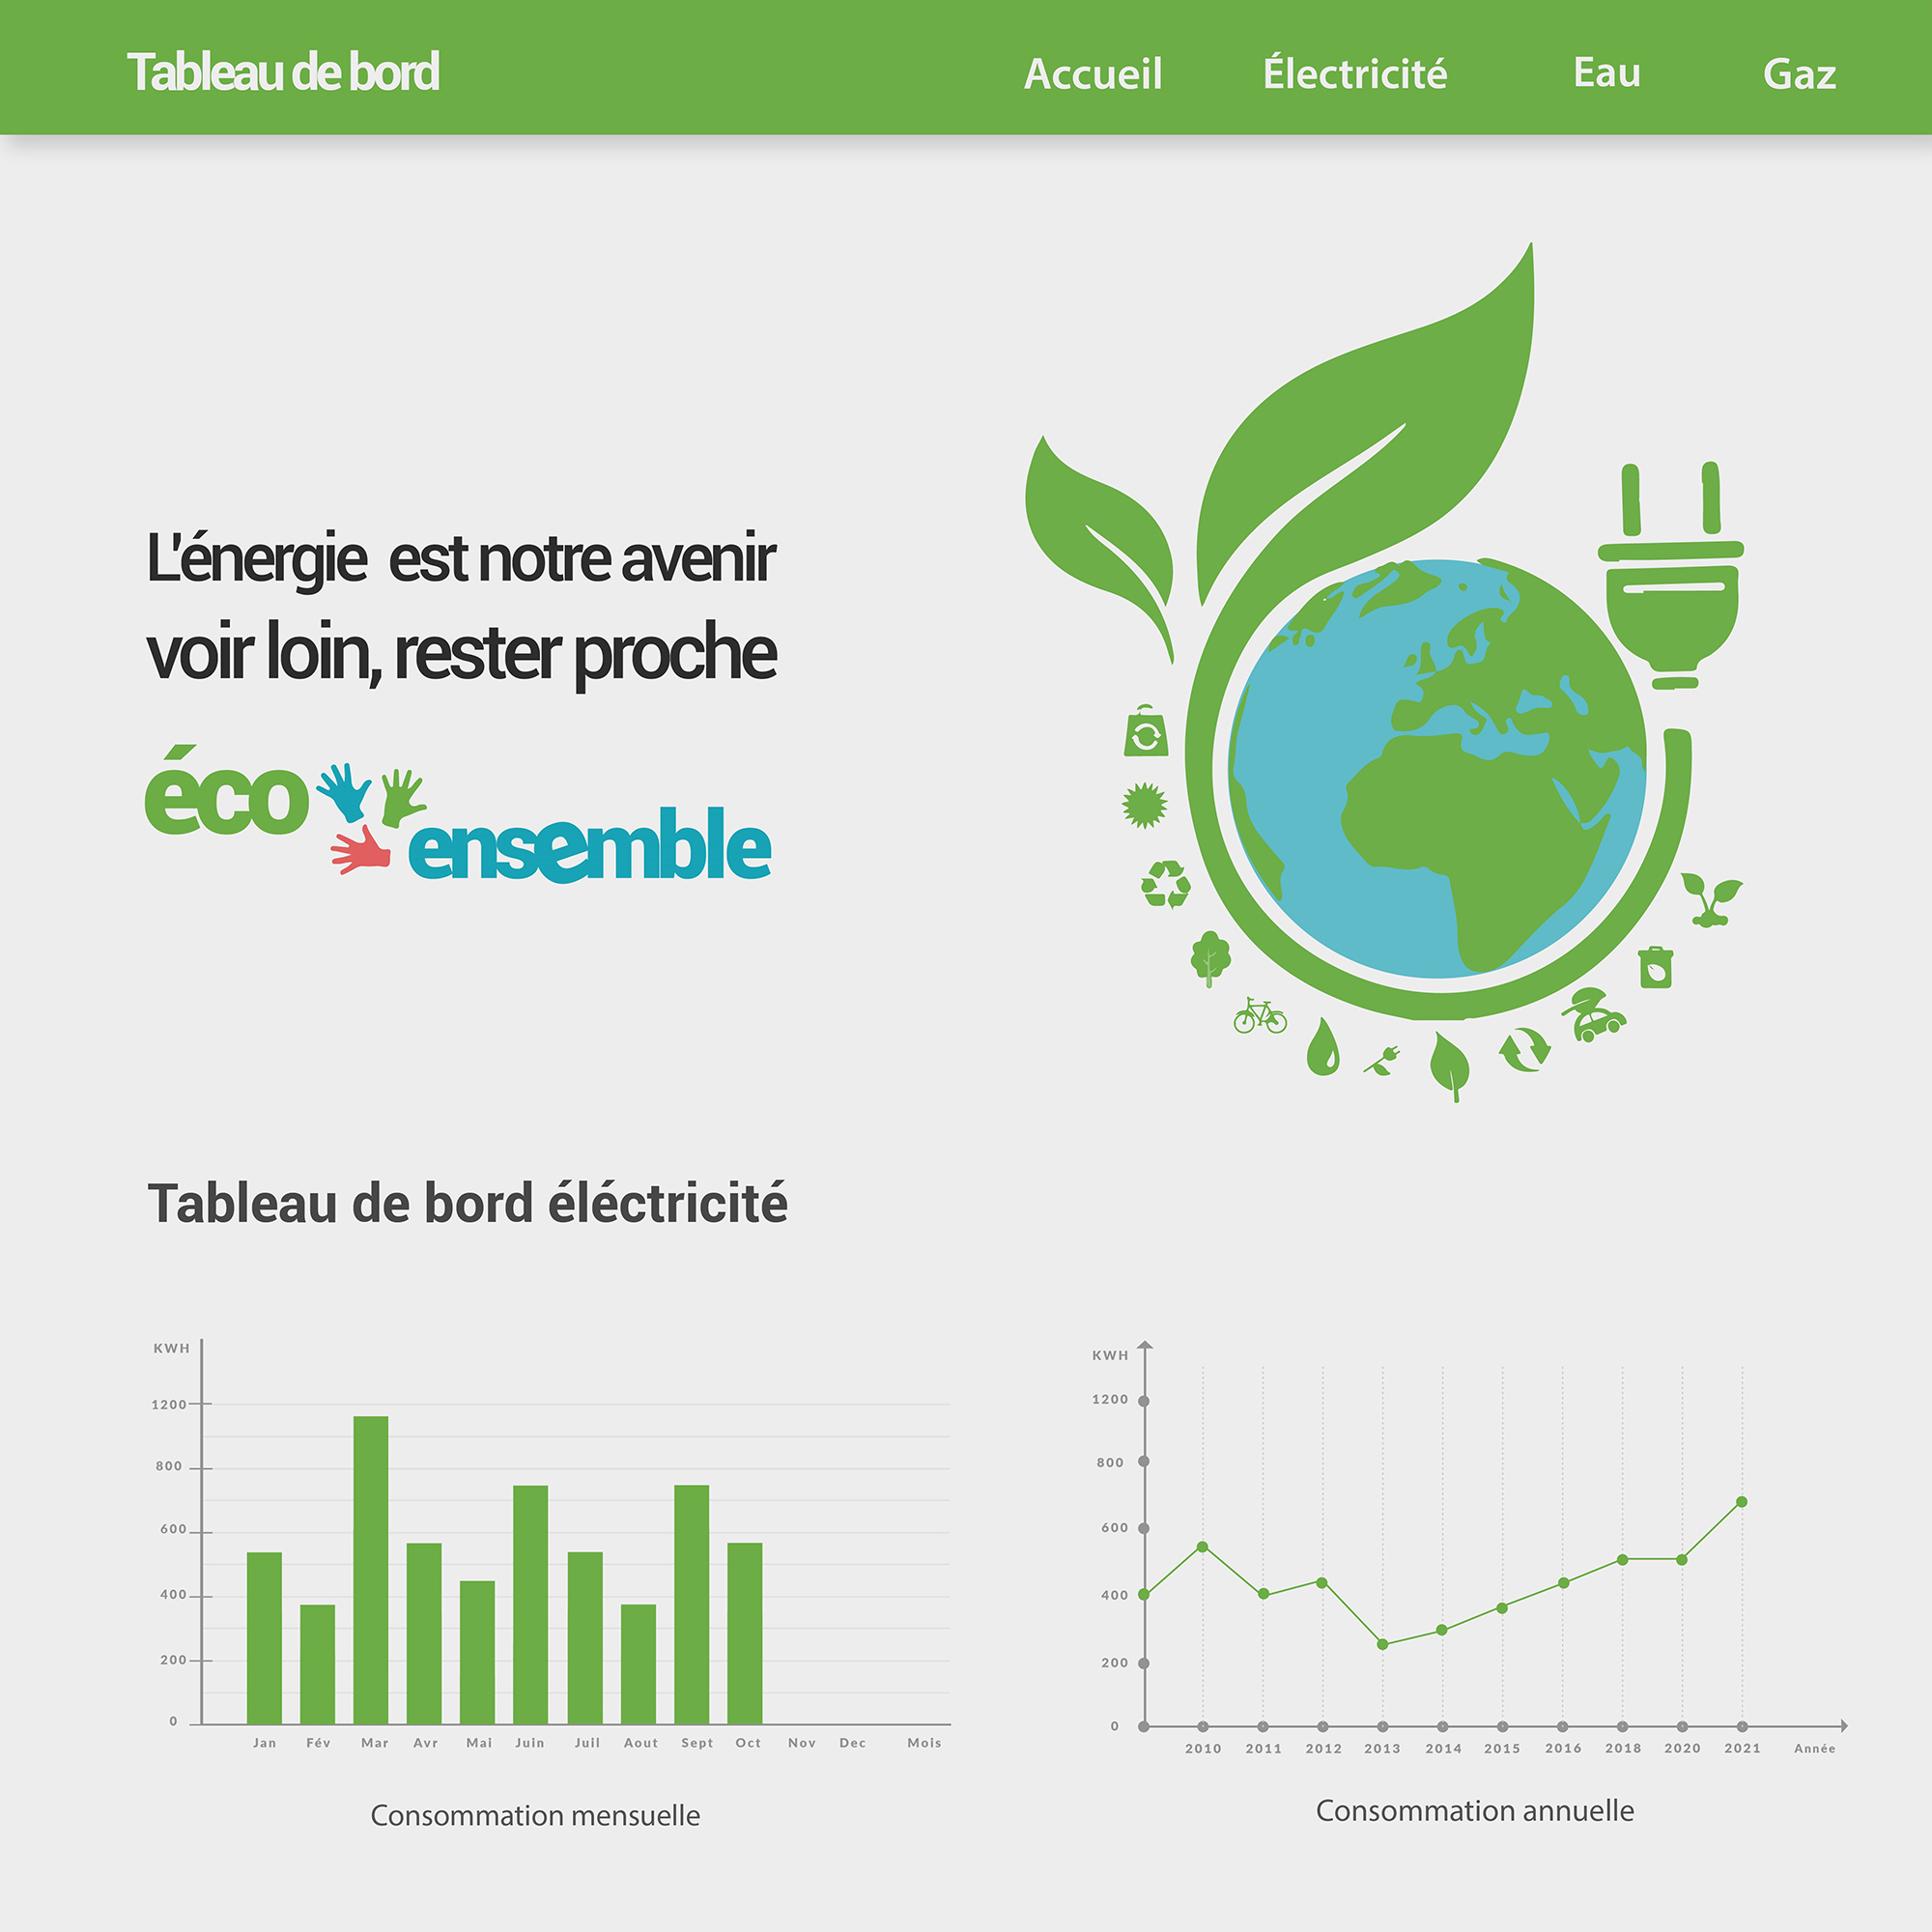 Tableau de bord
Accueil Électricité Eau Gaz
L'énergie est notre avenir
voir loin, rester proche
éco
ensemble
Tableau de bord éléctricité
KWH
1200
800
600
400
200
0
Jan Fév Mar Avr Mai Juin Juil Aout Sept Oct Nov Dec Mois
Consommation mensuelle
KWH
1200
800
600
400
200
0
2010 2011 2012 2013 2014 2015 2016 2018 2020 2021 Année
Consommation annuelle